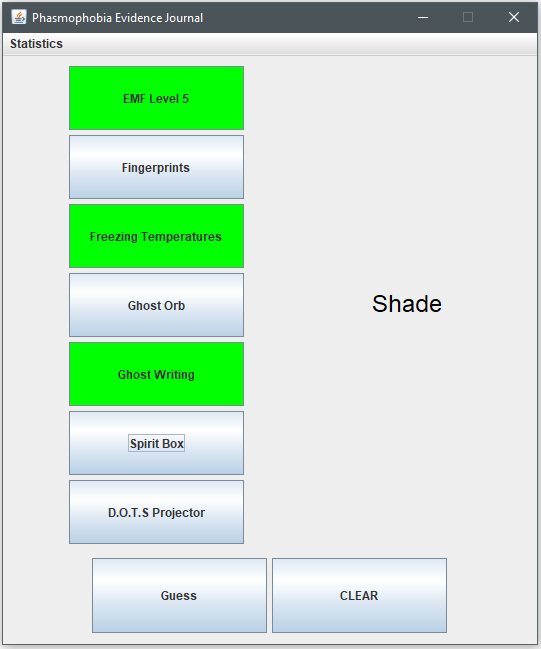 Phasmophobia Evidence Journal
Statistics
EMF Level 5
Fingerprints
Freezing Temperatures
Ghost Orb
Shade
Ghost Writing
Spirit Box
D.O.T.S Projector
Guess
CLEAR